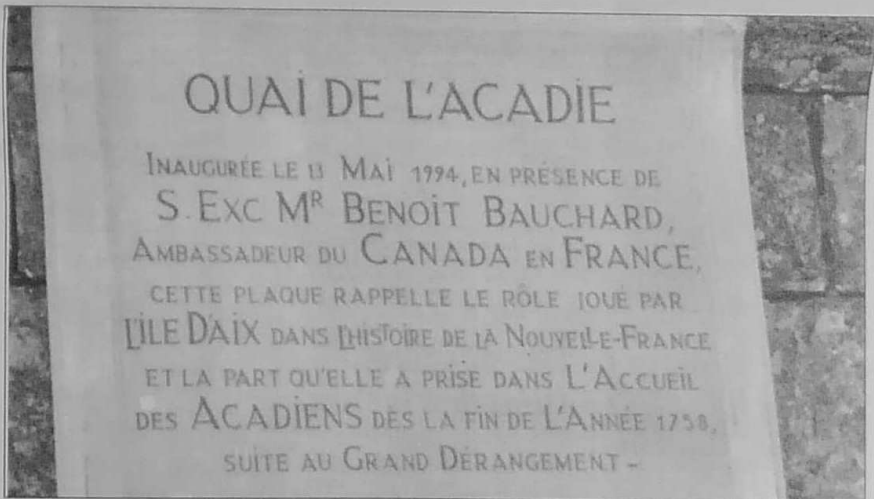 QUAI DE L'ACADIE
INAUGURÉE LE 13 MAI 1994, EN PRÉSENCE DE
S. EXC MR BENOÎT BAUCHARD,
AMBASSADEUR DU CANADA EN FRANCE,
CETTE PLAQUE RAPPELLE LE RÔLE JOUÉ PAR
L'ÎLE D'AIX DANS L'HISTOIRE DE LA NOUVELLE-FRANCE
ET LA PART QU'ELLE A PRISE DANS L'ACCUEIL
DES ACADIENS DÈS LA FIN DE L'ANNÉE 1758,
SUITE AU GRAND DÉRANGEMENT -